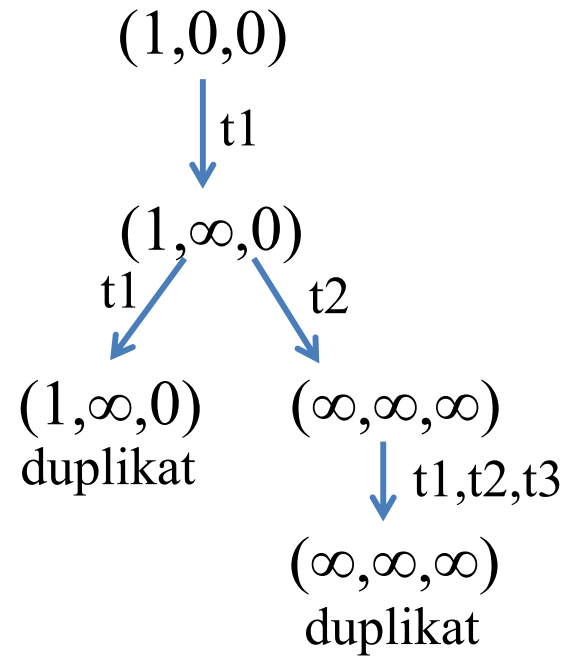 (1,0,0)
t1
(1,∞,0)
t1
t2
(1,∞,0)
duplikat
(∞,∞,∞)
t1,t2,t3
(∞,∞,∞)
duplikat